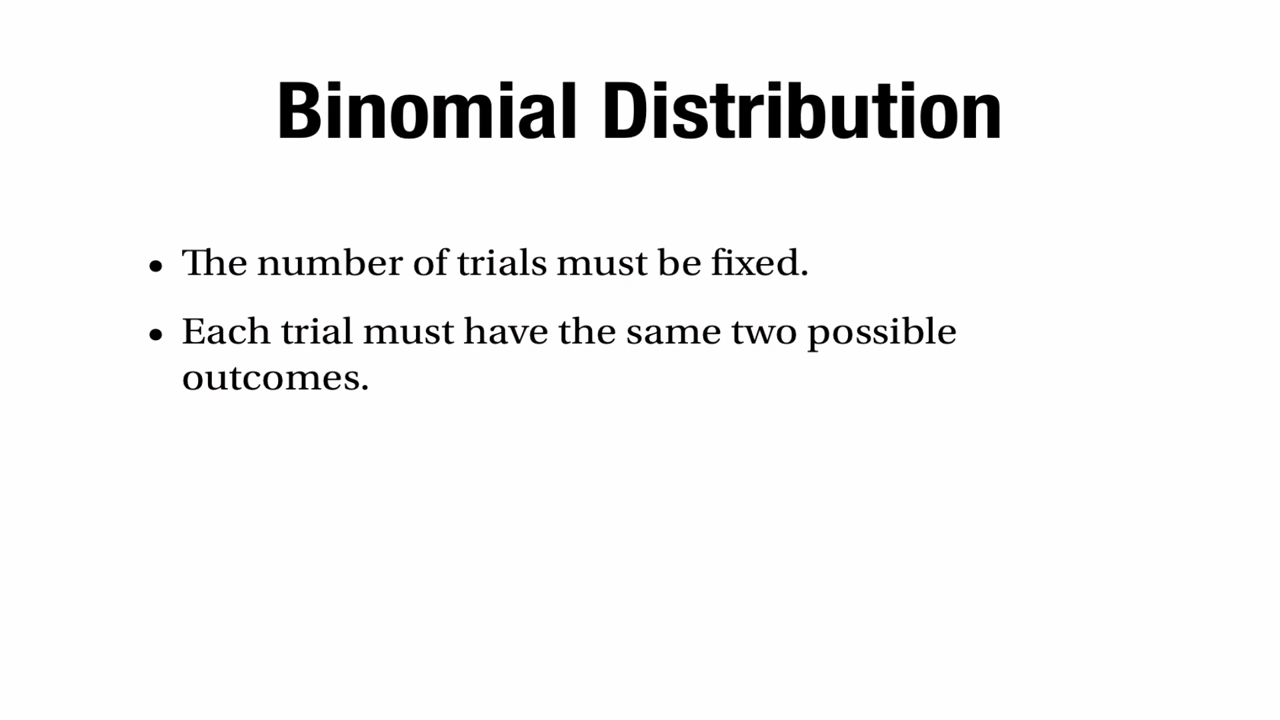 Binomial Distribution
• The number of trials must be fixed.
• Each trial must have the same two possible
outcomes.